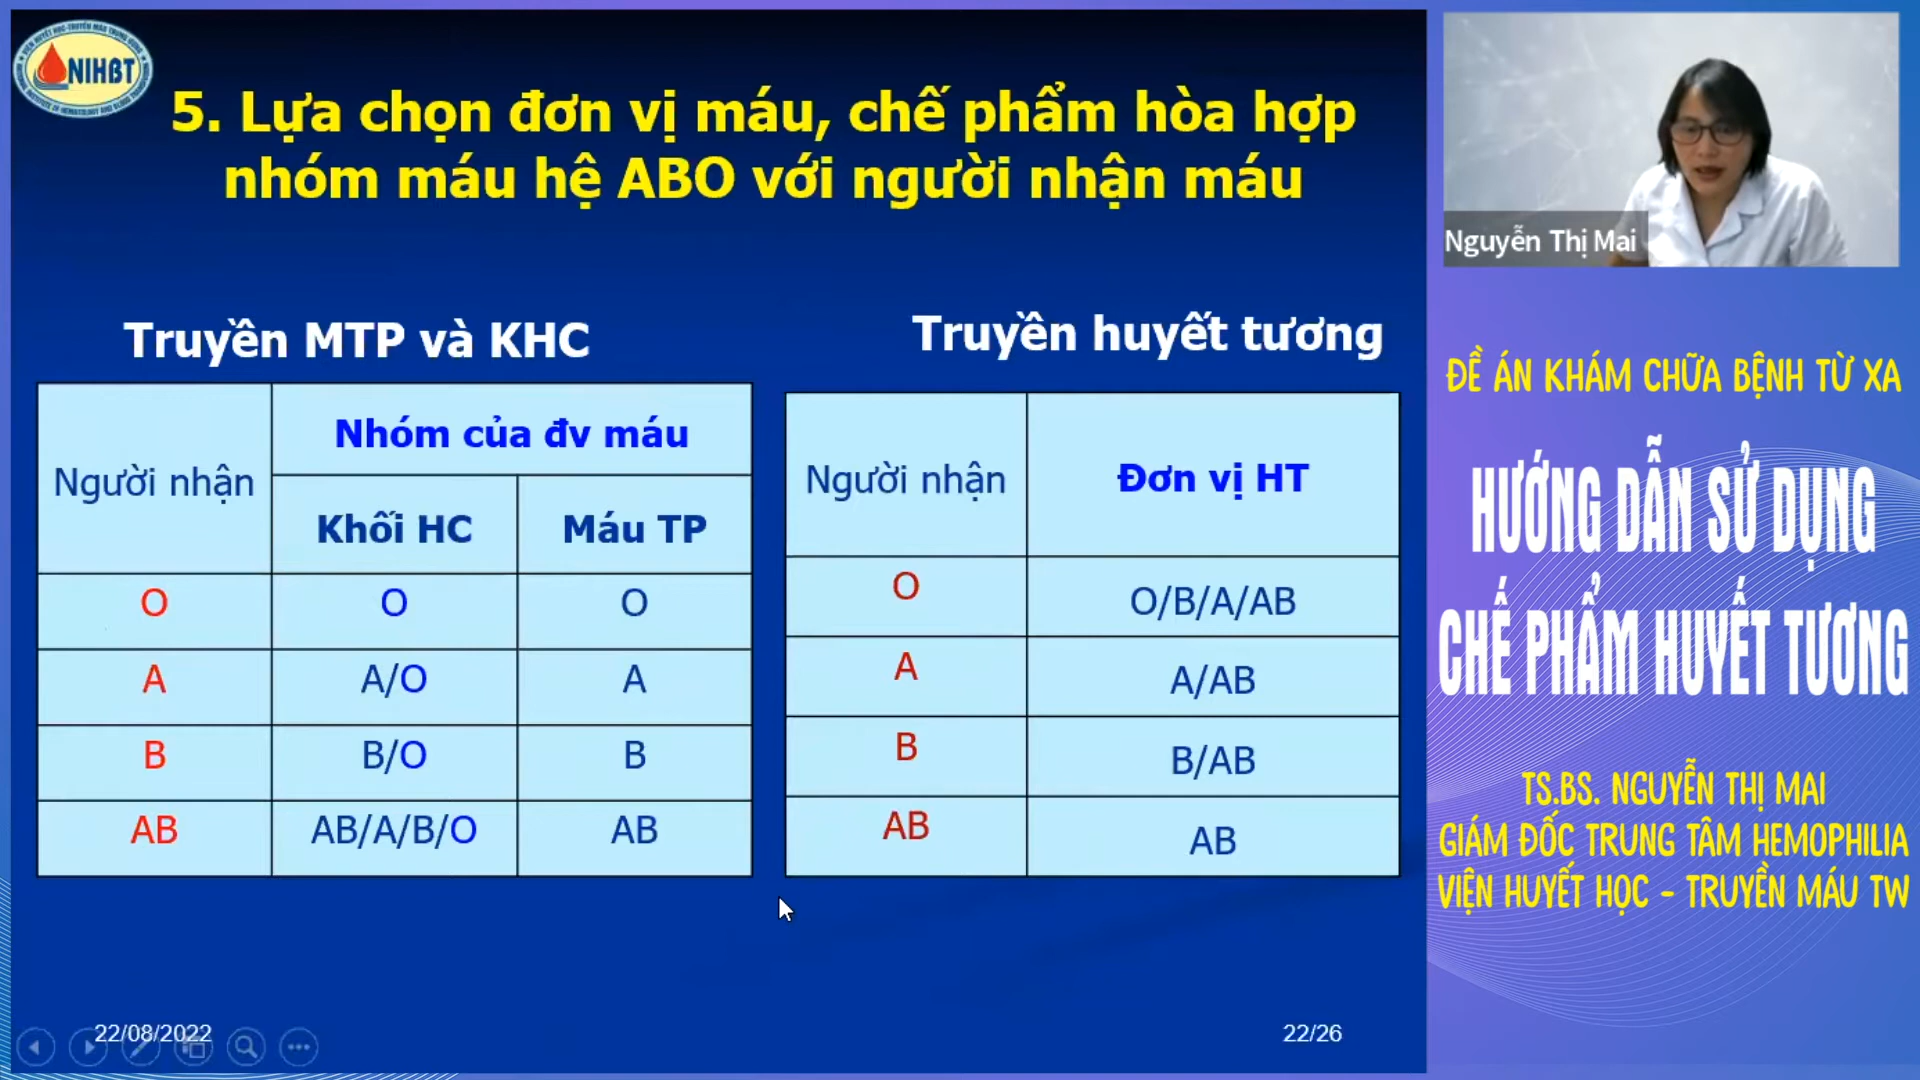 NIHBT
5. Lựa chọn đơn vị máu, chế phẩm hòa hợp
nhóm máu hệ ABO với người nhận máu
Truyền MTP và KHC
Người nhận
Nhóm của đv máu
Khối HC
Máu TP
O
O
O
A
A/O
A
B
B/O
B
AB
AB/A/B/O
AB
Truyền huyết tương
Người nhận
Đơn vị HT
O
O/B/A/AB
A
A/AB
B
B/AB
AB
AB
22/08/2022
22/26
Nguyễn Thị Mai
ĐỀ ÁN KHÁM CHỮA BỆNH TỪ XA
HƯỚNG DẪN SỬ DỤNG
CHẾ PHẨM HUYẾT TƯƠNG
TS.BS. NGUYỄN THỊ MAI
GIÁM ĐỐC TRUNG TÂM HEMOPHILIA
VIỆN HUYẾT HỌC - TRUYỀN MÁU TW